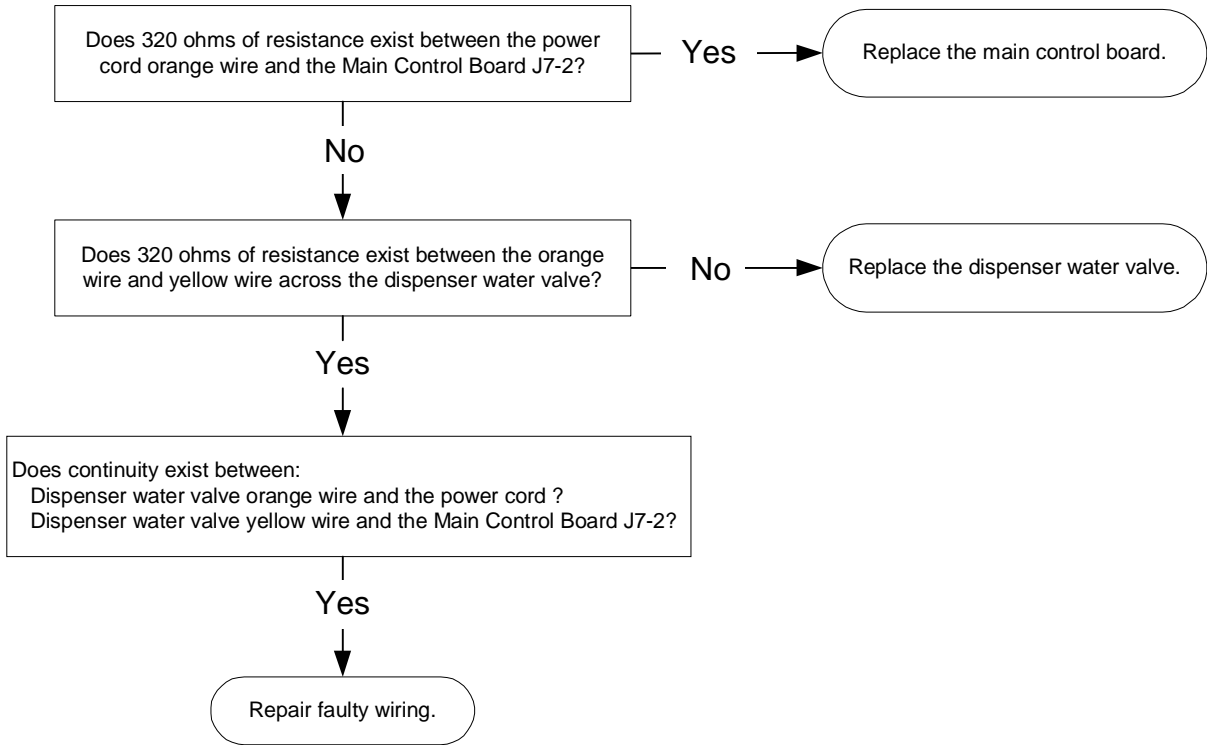 Does 320 ohms of resistance exist between the power
cord orange wire and the Main Control Board J7-2?
Yes
Replace the main control board.
No
Does 320 ohms of resistance exist between the orange
wire and yellow wire across the dispenser water valve?
No
Replace the dispenser water valve.
Yes
Does continuity exist between:
Dispenser water valve orange wire and the power cord ?
Dispenser water valve yellow wire and the Main Control Board J7-2?
Yes
Repair faulty wiring.